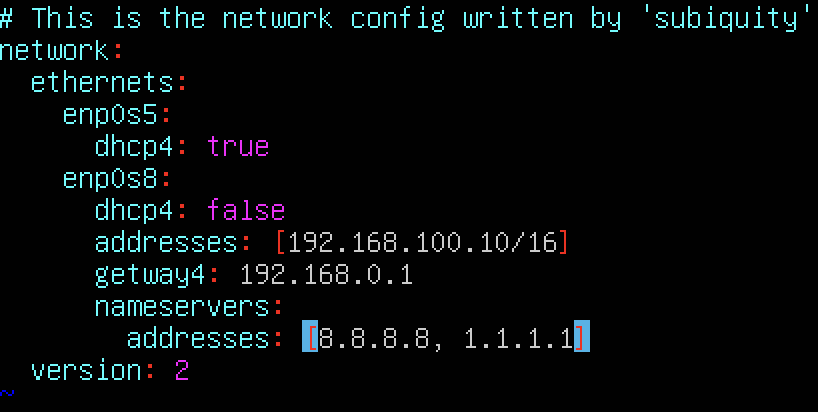 # This is the network config written by 'subiquity'
network:
  ethernets:
    enp0s5:
      dhcp4: true
    enp0s8:
      dhcp4: false
      addresses: [192.168.100.10/16]
      getway4: 192.168.0.1
      nameservers:
        addresses: [8.8.8.8, 1.1.1.1]
  version: 2
~